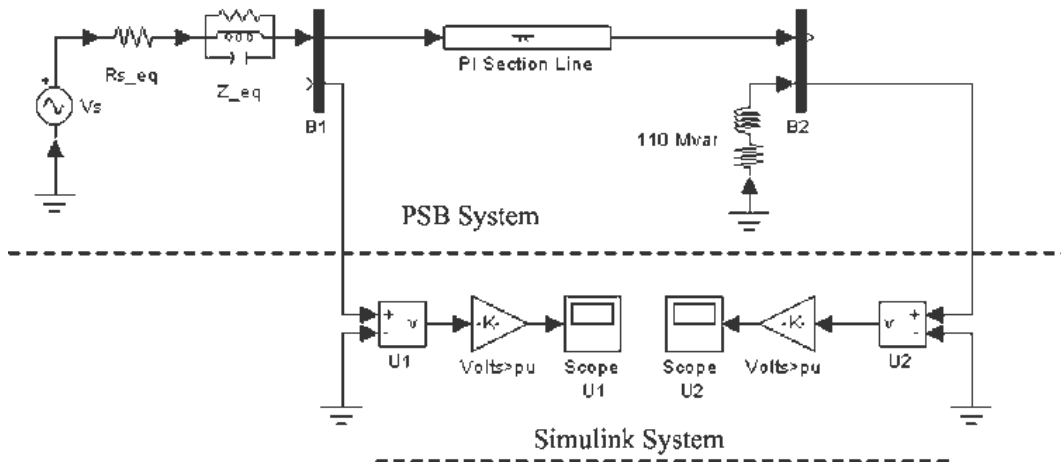 Rs_eq
Z_eq
B1
PI Section Line
B2
+
Vs
110 Mvar
PSB System
+
-
v
U1
-K-
Volts>pu
Scope
U1
Scope
U2
-K-
Volts>pu
v
+
-
U2
Simulink System